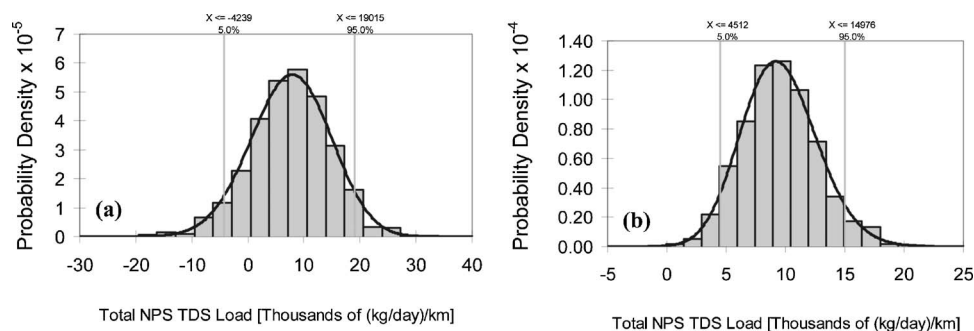 X <= -4239
5.0%
X <= 19015
95.0%
Probability Density x 10-5
7
6
5
4
3
2
1
0
(a)
-30 -20 -10 0 10 20 30 40
Total NPS TDS Load [Thousands of (kg/day)/km]
X <= 4512
5.0%
X <= 14976
95.0%
Probability Density x 10-4
1.40
1.20
1.00
0.80
0.60
0.40
0.20
0.00
(b)
-5 0 5 10 15 20 25
Total NPS TDS Load [Thousands of (kg/day)/km]